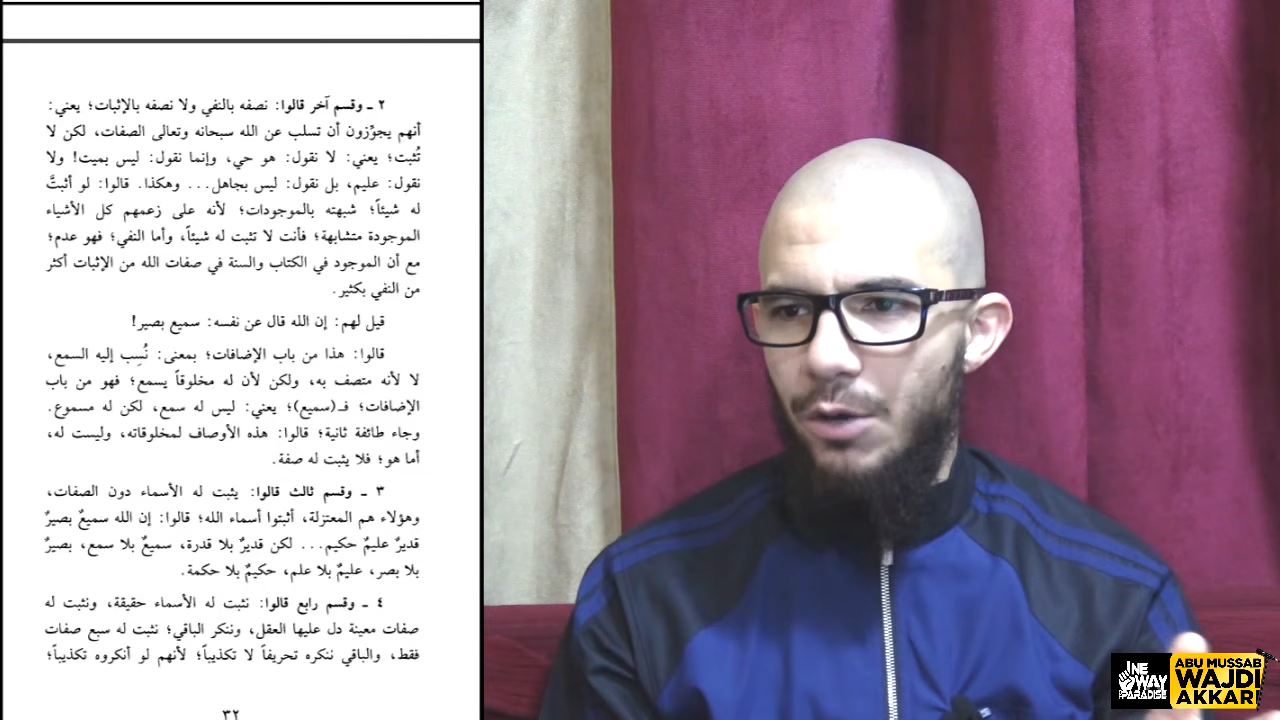 ٢ ـ وقسم آخر قالوا: نصفه بالنفي ولا نصفه بالإثبات؛ يعني:
أنهم يجوِّزون أن تسلب عن الله سبحانه وتعالى الصفات، لكن لا
تُثبت؛ يعني: لا نقول: هو حي، وإنما نقول: ليس بميت! ولا
نقول: عليم، بل نقول: ليس بجاهل... وهكذا. قالوا: لو أثبتَّ
له شيئاً؛ شبهته بالموجودات؛ لأنه على زعمهم كل الأشياء
الموجودة متشابهة؛ فأنت لا تثبت له شيئاً، وأما النفي؛ فهو عدم؛
مع أن الموجود في الكتاب والسنة في صفات الله من الإثبات أكثر
من النفي بكثير.
قيل لهم: إن الله قال عن نفسه: سميع بصير!
قالوا: هذا من باب الإضافات؛ بمعنى: نُسِب إليه السمع،
لا لأنه متصف به، ولكن لأن له مخلوقاً يسمع؛ فهو من باب
الإضافات؛ فـ(سميع)؛ يعني: ليس له سمع، لكن له مسموع.
وجاء طائفة ثانية؛ قالوا: هذه الأوصاف لمخلوقاته، وليست له،
أما هو؛ فلا يثبت له صفة.
٣ ـ وقسم ثالث قالوا: يثبت له الأسماء دون الصفات،
وهؤلاء هم المعتزلة، أثبتوا أسماء الله؛ قالوا: إن الله سميعٌ بصيرٌ
قديرٌ عليمٌ حكيم... لكن قديرٌ بلا قدرة، سميعٌ بلا سمع، بصيرٌ
بلا بصر، عليمٌ بلا علم، حكيمٌ بلا حكمة.
٤ ـ وقسم رابع قالوا: نثبت له الأسماء حقيقة، ونثبت له
صفات معينة دل عليها العقل، وننكر الباقي؛ نثبت له سبع صفات
فقط، والباقي ننكره تحريفاً لا تكذيباً؛ لأنهم لو أنكروه تكذيباً؛
٣٢
ONE
WAY
TO
PARADISE
ABU MUSSAB
WAJDI
AKKARI